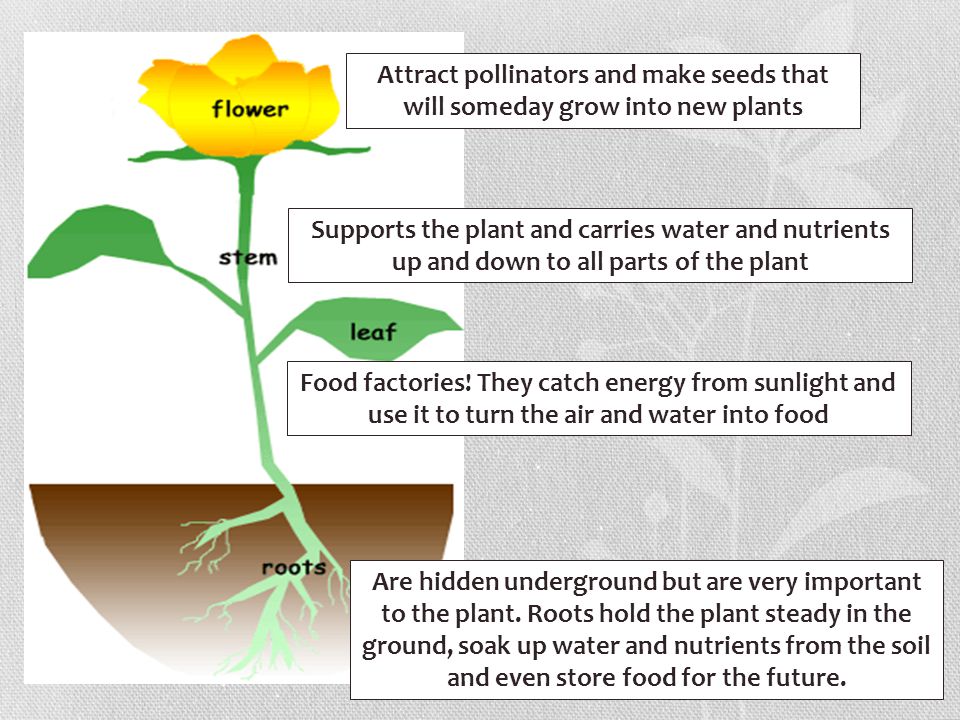 flower
Attract pollinators and make seeds that
will someday grow into new plants
stem
Supports the plant and carries water and nutrients
up and down to all parts of the plant
leaf
Food factories! They catch energy from sunlight and
use it to turn the air and water into food
roots
Are hidden underground but are very important
to the plant. Roots hold the plant steady in the
ground, soak up water and nutrients from the soil
and even store food for the future.